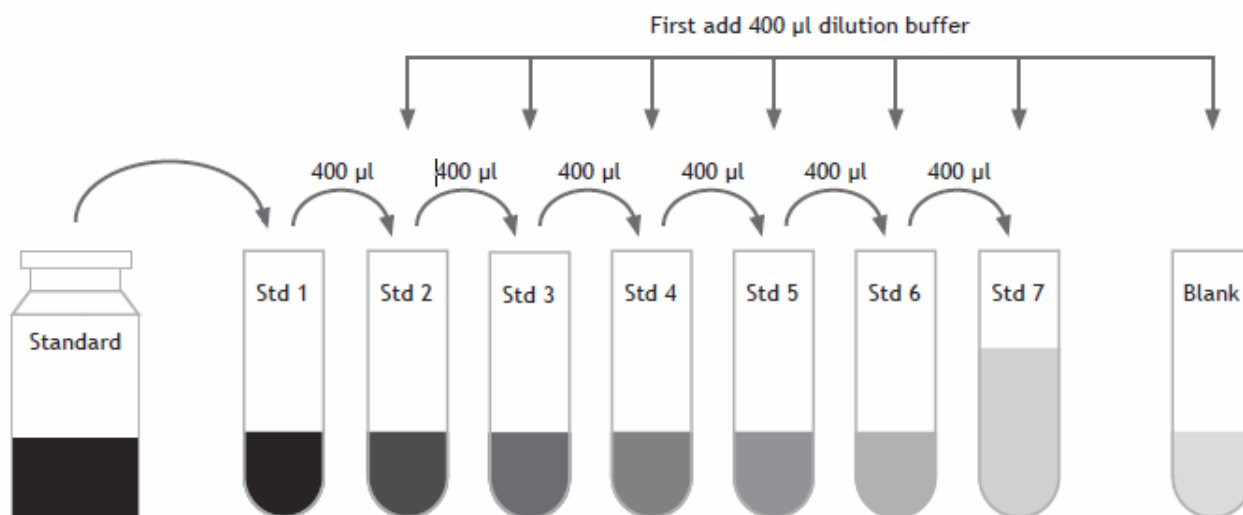 First add 400 µl dilution buffer
400 µl 400 µl 400 µl 400 µl 400 µl 400 µl
Standard Std 1 Std 2 Std 3 Std 4 Std 5 Std 6 Std 7 Blank